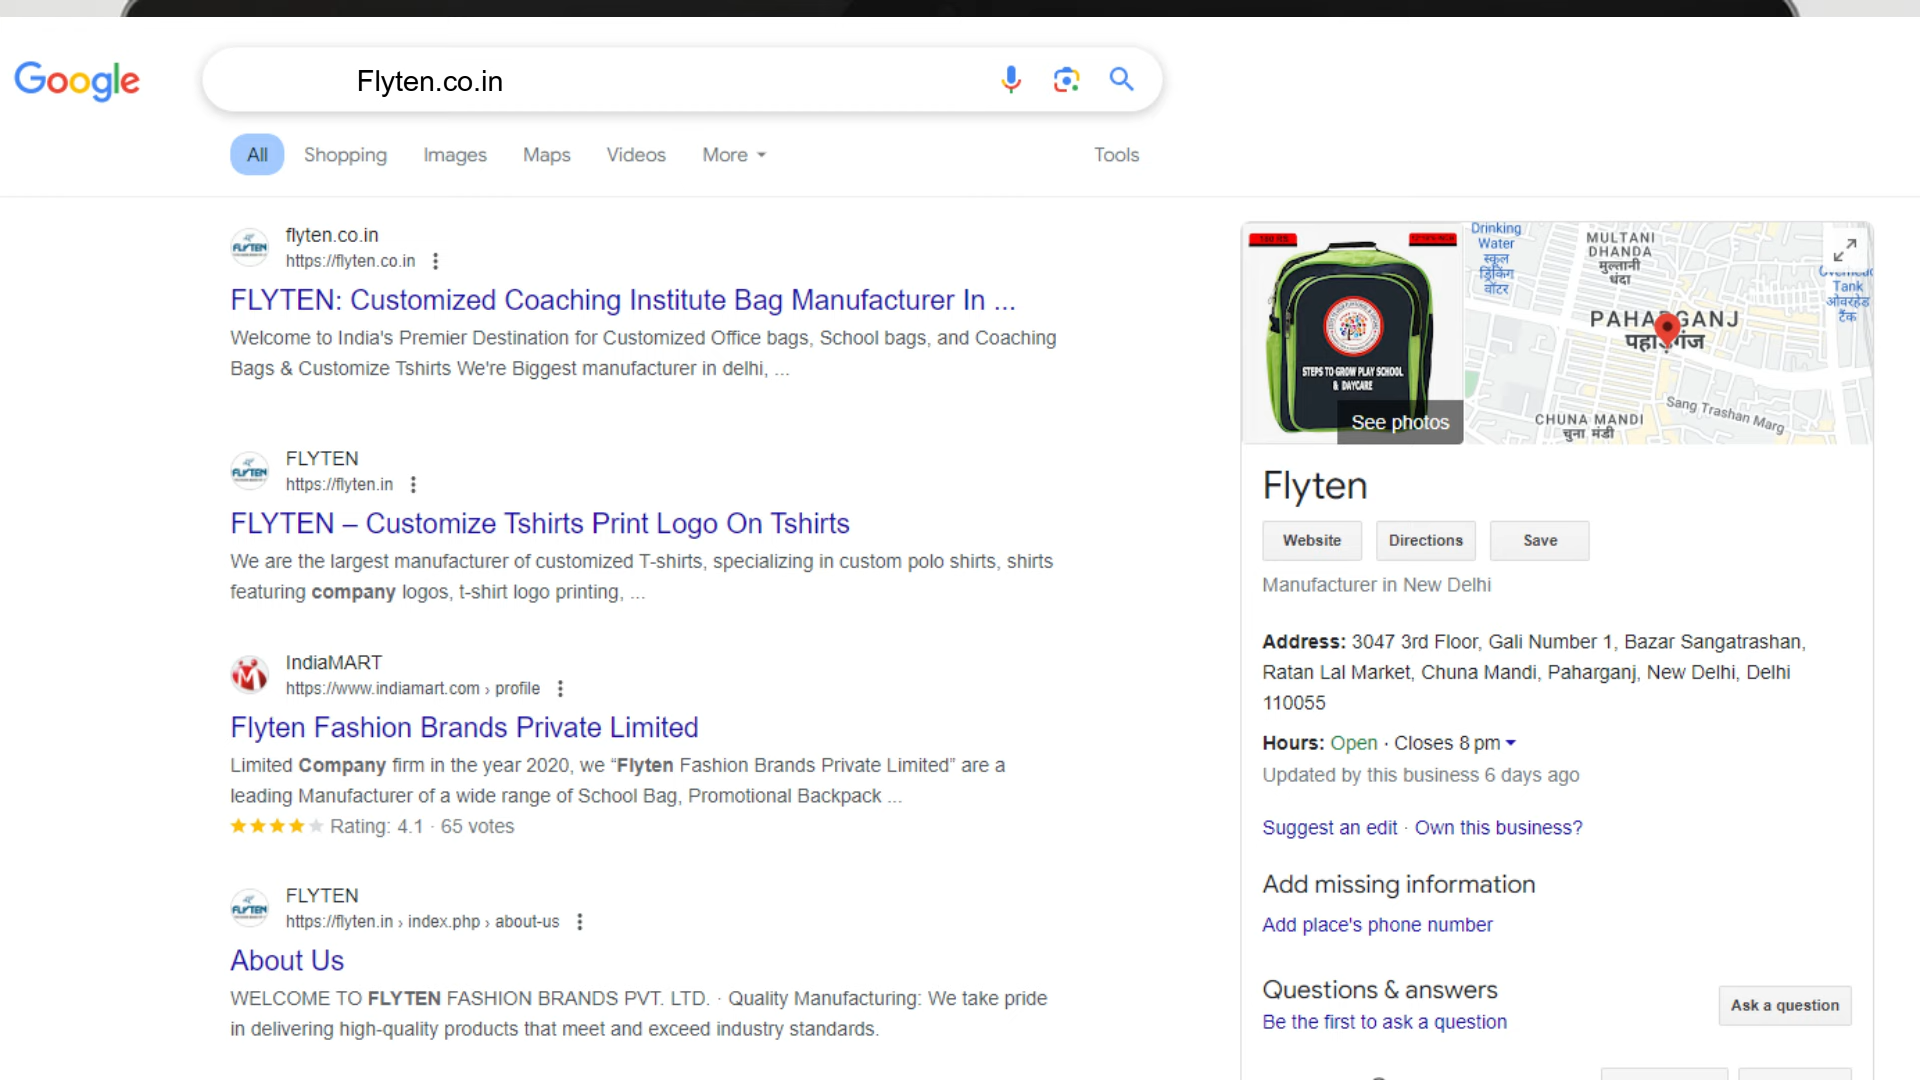 Google
Flyten.co.in
All Shopping Images Maps Videos More Tools
flyten.co.in
https://flyten.co.in
FLYTEN: Customized Coaching Institute Bag Manufacturer In ...
Welcome to India's Premier Destination for Customized Office bags, School bags, and Coaching
Bags & Customize Tshirts We're Biggest manufacturer in delhi, ...
FLYTEN
FLYTEN
https://flyten.in
FLYTEN – Customize Tshirts Print Logo On Tshirts
We are the largest manufacturer of customized T-shirts, specializing in custom polo shirts, shirts
featuring company logos, t-shirt logo printing, ...
FLYTEN
IndiaMART
https://www.indiamart.com › profile
Flyten Fashion Brands Private Limited
Limited Company firm in the year 2020, we “Flyten Fashion Brands Private Limited” are a
leading Manufacturer of a wide range of School Bag, Promotional Backpack ...
Rating: 4.1 · 65 votes
FLYTEN
https://flyten.in › index.php › about-us
About Us
WELCOME TO FLYTEN FASHION BRANDS PVT. LTD. · Quality Manufacturing: We take pride
in delivering high-quality products that meet and exceed industry standards.
FLYTEN
STEPS TO GROW PLAY SCHOOL
& DAYCARE
See photos
Drinking
Water
स्कूल
ड्रिंकिंग
वॉटर
MULTANI
DHANDA
मुल्तानी
धंदा
Tank
ओवरहेड
टैंक
PAHARGANJ
पहाड़गंज
Sang Trashan Marg
CHUNA MANDI
चुना मंडी
Flyten
Website Directions Save
Manufacturer in New Delhi
Address: 3047 3rd Floor, Gali Number 1, Bazar Sangatrashan,
Ratan Lal Market, Chuna Mandi, Paharganj, New Delhi, Delhi
110055
Hours: Open · Closes 8 pm
Updated by this business 6 days ago
Suggest an edit · Own this business?
Add missing information
Add place's phone number
Questions & answers
Be the first to ask a question
Ask a question